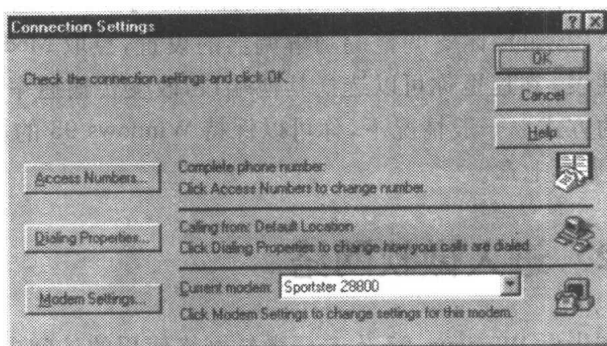 Connection Settings
Check the connection settings and click OK.
OK
Cancel
Help
Access Numbers...
Complete phone number:
Click Access Numbers to change number.
Dialing Properties...
Calling from: Default Location
Click Dialing Properties to change how your calls are dialed.
Modem Settings...
Current modem: Sportster 28800
Click Modem Settings to change settings for this modem.